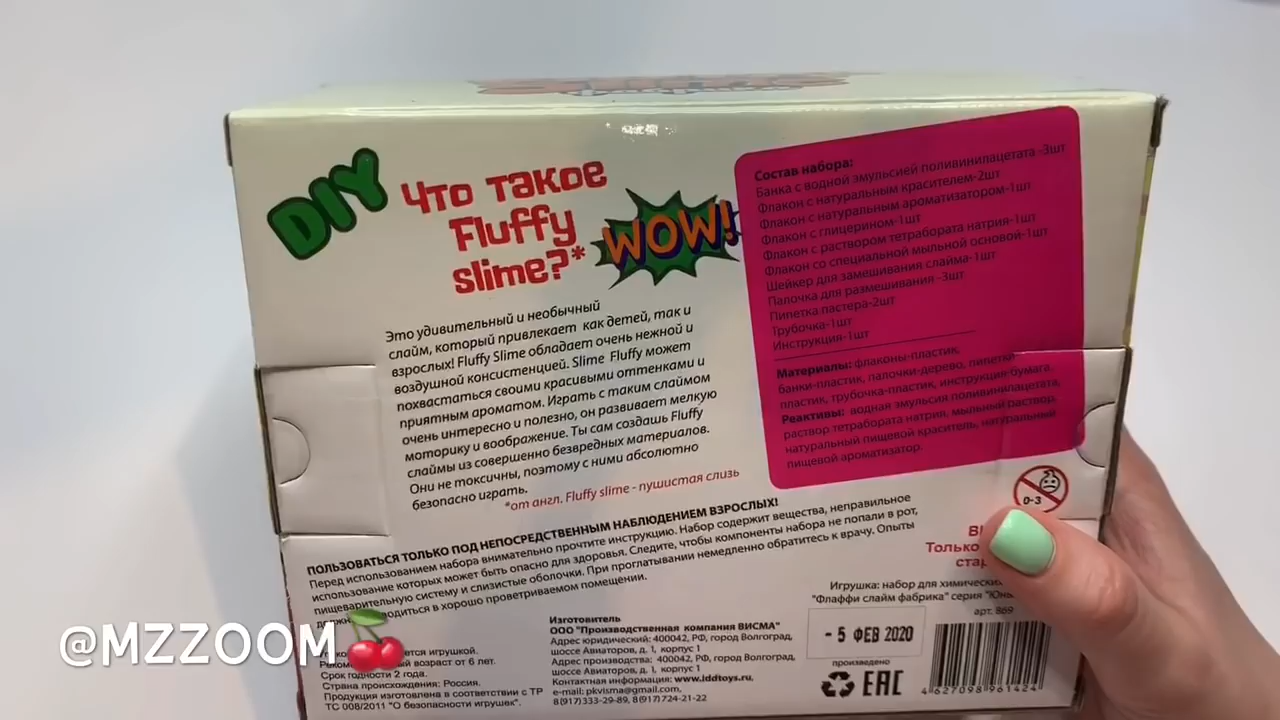 DIY
Что такое
Fluffy
slime?*
WOW!
Это удивительный и необычный
слайм, который привлекает как детей, так и
взрослых! Fluffy Slime обладает очень нежной и
воздушной консистенцией. Slime Fluffy может
похвастаться своими красивыми оттенками и
приятным ароматом. Играть с таким слаймом
очень интересно и полезно, он развивает мелкую
моторику и воображение. Ты сам создашь Fluffy
слаймы из совершенно безвредных материалов.
Они не токсичны, поэтому с ними абсолютно
безопасно играть.
*от англ. Fluffy slime - пушистая слизь
Состав набора:
Банка с водной эмульсией поливинилацетата -3шт
Флакон с натуральным красителем-2шт
Флакон с натуральным ароматизатором-1шт
Флакон с глицерином-1шт
Флакон с раствором тетрабората натрия-1шт
Флакон со специальной мыльной основой-1шт
Шейкер для замешивания слайма-1шт
Палочка для размешивания -3шт
Пипетка пастера-2шт
Трубочка-1шт
Инструкция-1шт
Материалы: флаконы-пластик,
банки-пластик, палочки-дерево, пипетки-
пластик, трубочка-пластик, инструкция-бумага.
Реактивы: водная эмульсия поливинилацетата,
раствор тетрабората натрия, мыльный раствор,
натуральный пищевой краситель, натуральный
пищевой ароматизатор.
0-3
ПОЛЬЗОВАТЬСЯ ТОЛЬКО ПОД НЕПОСРЕДСТВЕННЫМ НАБЛЮДЕНИЕМ ВЗРОСЛЫХ!
Перед использованием набора внимательно прочтите инструкцию. Набор содержит вещества, неправильное
использование которых может быть опасно для здоровья. Следите, чтобы компоненты набора не попали в рот,
пищеварительную систему и слизистые оболочки. При проглатывании немедленно обратитесь к врачу. Опыты
водиться в хорошо проветриваемом помещении.
Только
Игрушка: набор для химических
"Флаффи слайм фабрика" серия "Юн
арт. 869
@MZZOOM
ется игрушкой.
возраст от 6 лет.
Срок годности 2 года.
Страна происхождения: Россия.
Продукция изготовлена в соответствии с ТР
ТС 008/2011 "О безопасности игрушек".
Изготовитель
ООО "Производственная компания ВИСМА"
Адрес юридический: 400042, РФ, город Волгоград,
шоссе Авиаторов, д. 1, корпус 1
Адрес производства: 400042, РФ, город Волгоград,
шоссе Авиаторов, д. 1, корпус 1
Контактная информация: www.iddtoys.ru,
e-mail: pkvisma@gmail.com,
8(917)333-29-89, 8(917)724-21-22
- 5 ФЕВ 2020
произведено
EAC
4627098961424